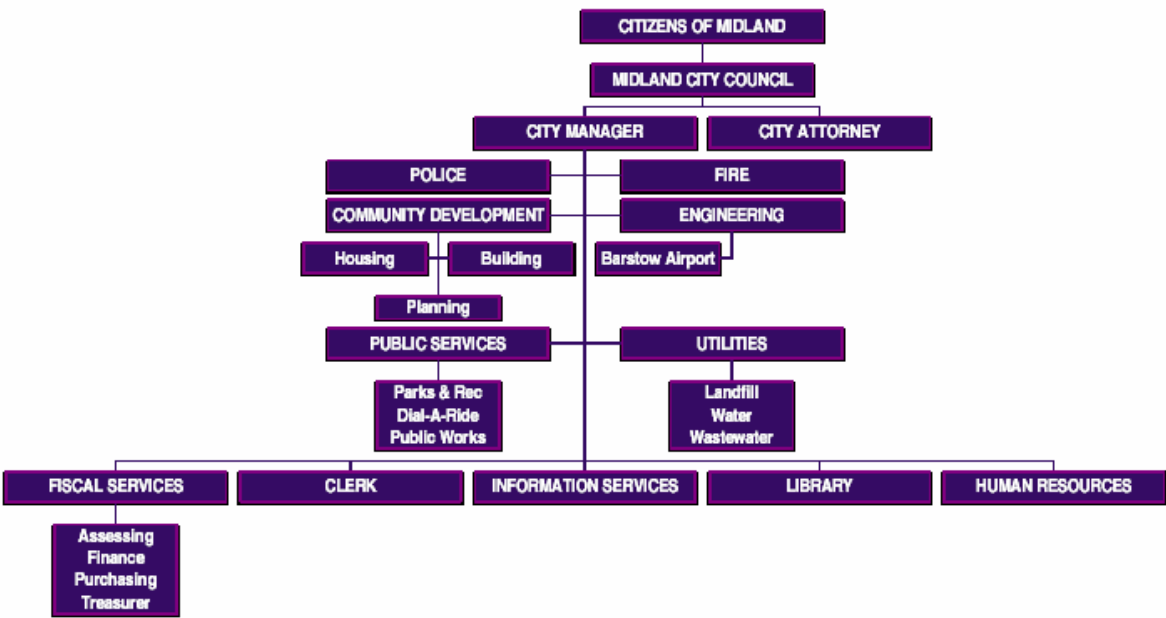 CITIZENS OF MIDLAND
MIDLAND CITY COUNCIL
CITY MANAGER
CITY ATTORNEY
POLICE
FIRE
COMMUNITY DEVELOPMENT
ENGINEERING
Housing
Building
Barstow Airport
Planning
PUBLIC SERVICES
UTILITIES
Parks & Rec
Dial-A-Ride
Public Works
Landfill
Water
Wastewater
FISCAL SERVICES
CLERK
INFORMATION SERVICES
LIBRARY
HUMAN RESOURCES
Assessing
Finance
Purchasing
Treasurer